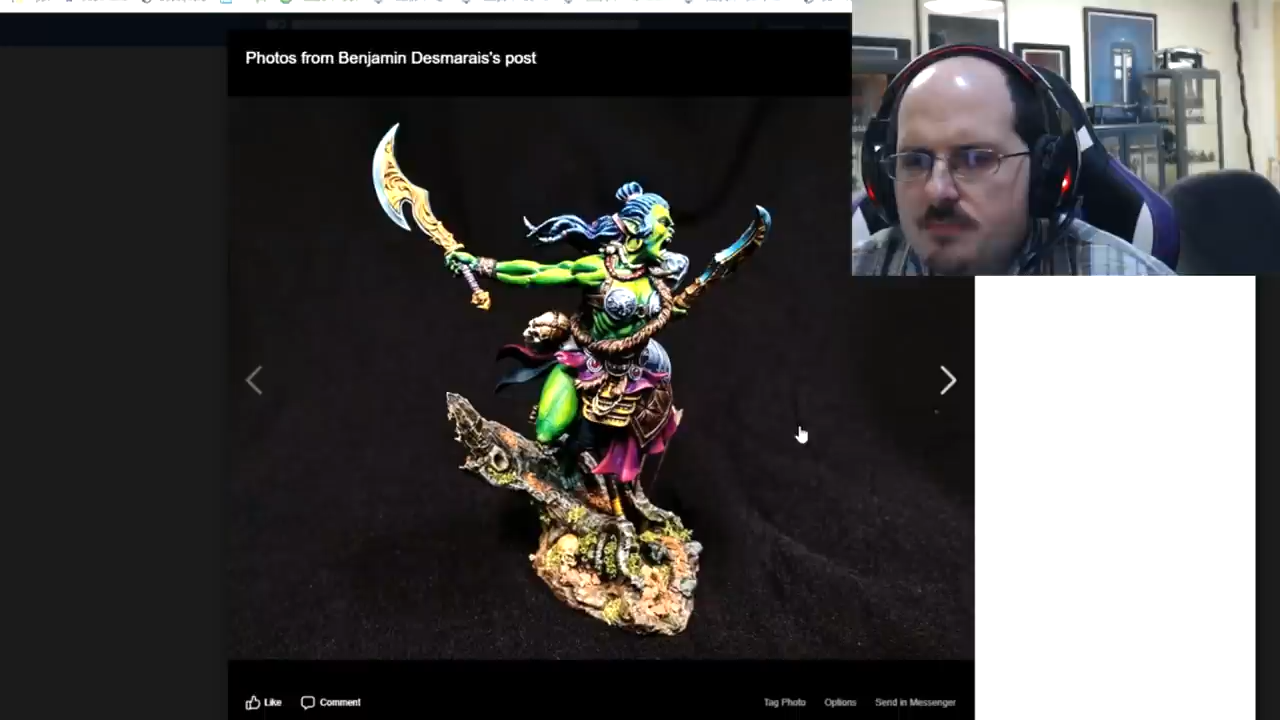 Photos from Benjamin Desmarais's post
Like
Comment
Tag Photo
Options
Send in Messenger